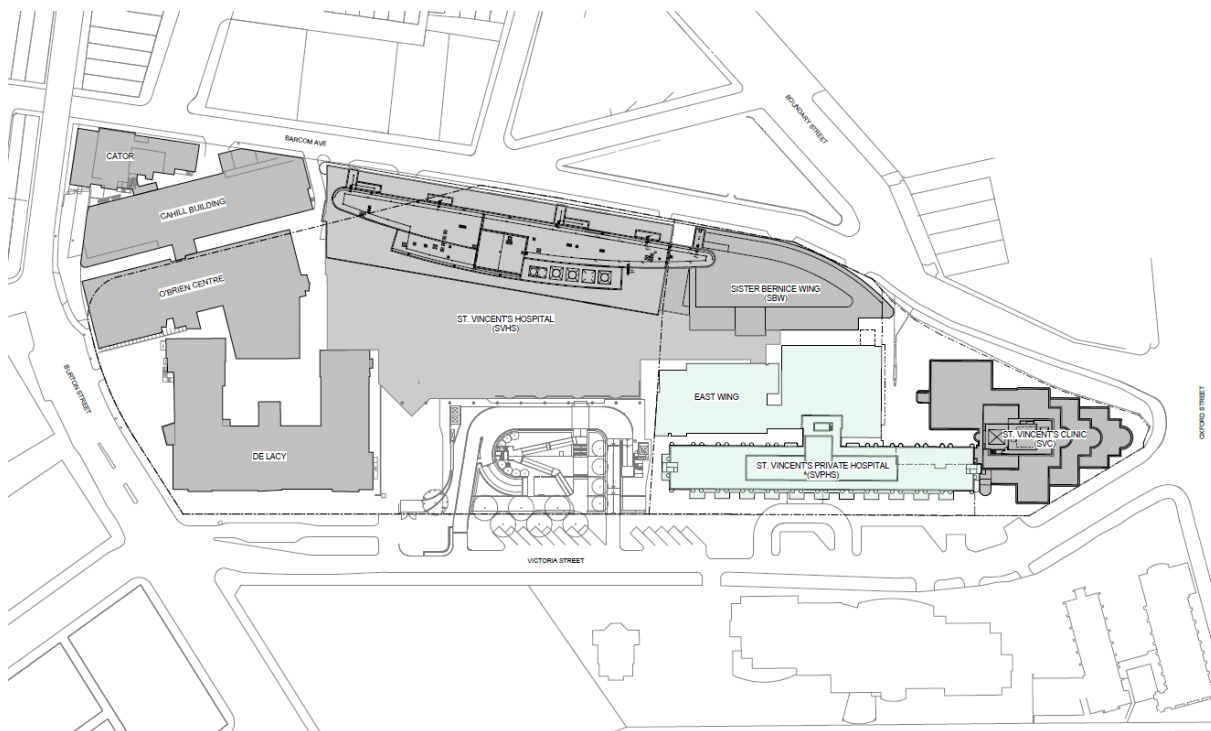 BOUNDARY STREET
BARCOM AVE
CATOR
CAHILL BUILDING
O'BRIEN CENTRE
SISTER BERNICE WING
(SBW)
ST. VINCENT'S HOSPITAL
(SVHS)
BURTON STREET
EAST WING
OXFORD STREET
ST. VINCENT'S CLINIC
(SVC)
DE LACY
ST. VINCENT'S PRIVATE HOSPITAL
(SVPHS)
VICTORIA STREET